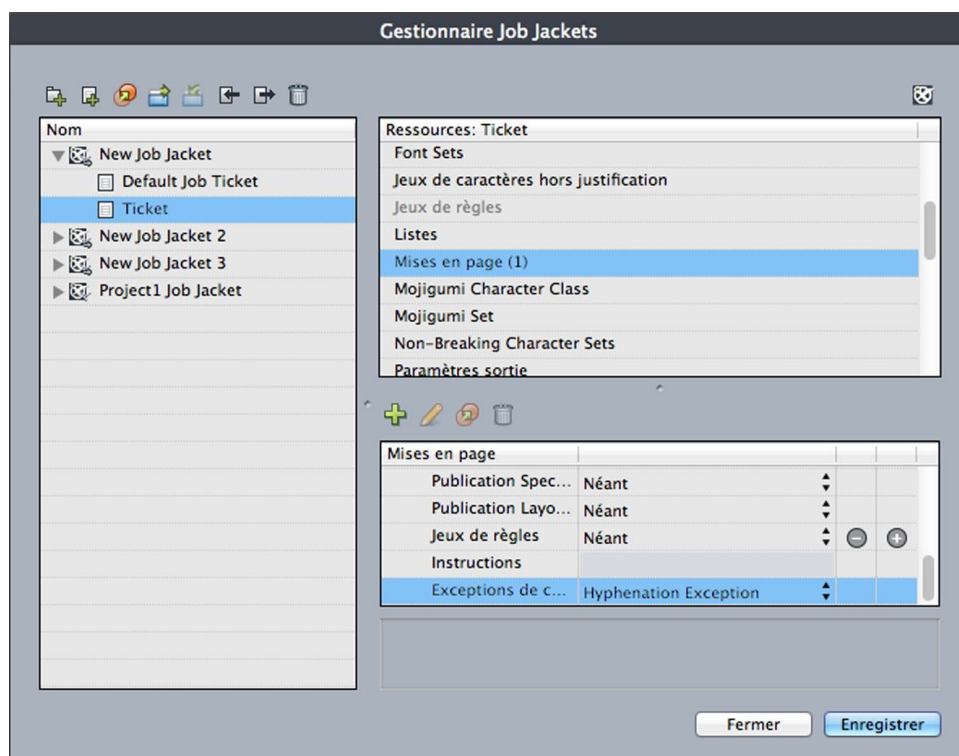 Gestionnaire Job Jackets
Nom
New Job Jacket
Default Job Ticket
Ticket
New Job Jacket 2
New Job Jacket 3
Project1 Job Jacket
Ressources: Ticket
Font Sets
Jeux de caractères hors justification
Jeux de règles
Listes
Mises en page (1)
Mojigumi Character Class
Mojigumi Set
Non-Breaking Character Sets
Paramètres sortie
Mises en page
Publication Spec... Néant
Publication Layo... Néant
Jeux de règles Néant
Instructions
Exceptions de c... Hyphenation Exception
Fermer Enregistrer